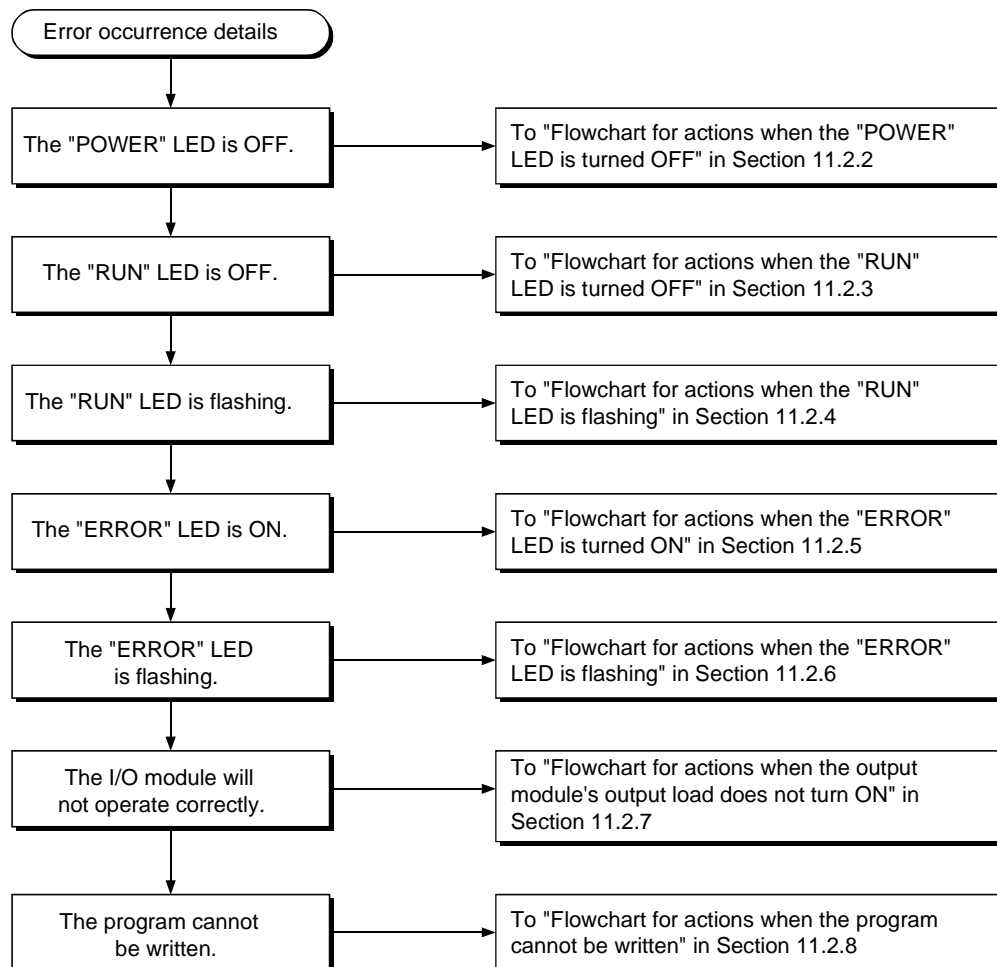 Error occurrence details
The "POWER" LED is OFF.
To "Flowchart for actions when the "POWER"
LED is turned OFF" in Section 11.2.2
The "RUN" LED is OFF.
To "Flowchart for actions when the "RUN"
LED is turned OFF" in Section 11.2.3
The "RUN" LED is flashing.
To "Flowchart for actions when the "RUN"
LED is flashing" in Section 11.2.4
The "ERROR" LED is ON.
To "Flowchart for actions when the "ERROR"
LED is turned ON" in Section 11.2.5
The "ERROR" LED
is flashing.
To "Flowchart for actions when the "ERROR"
LED is flashing" in Section 11.2.6
The I/O module will
not operate correctly.
To "Flowchart for actions when the output
module's output load does not turn ON" in
Section 11.2.7
The program cannot
be written.
To "Flowchart for actions when the program
cannot be written" in Section 11.2.8